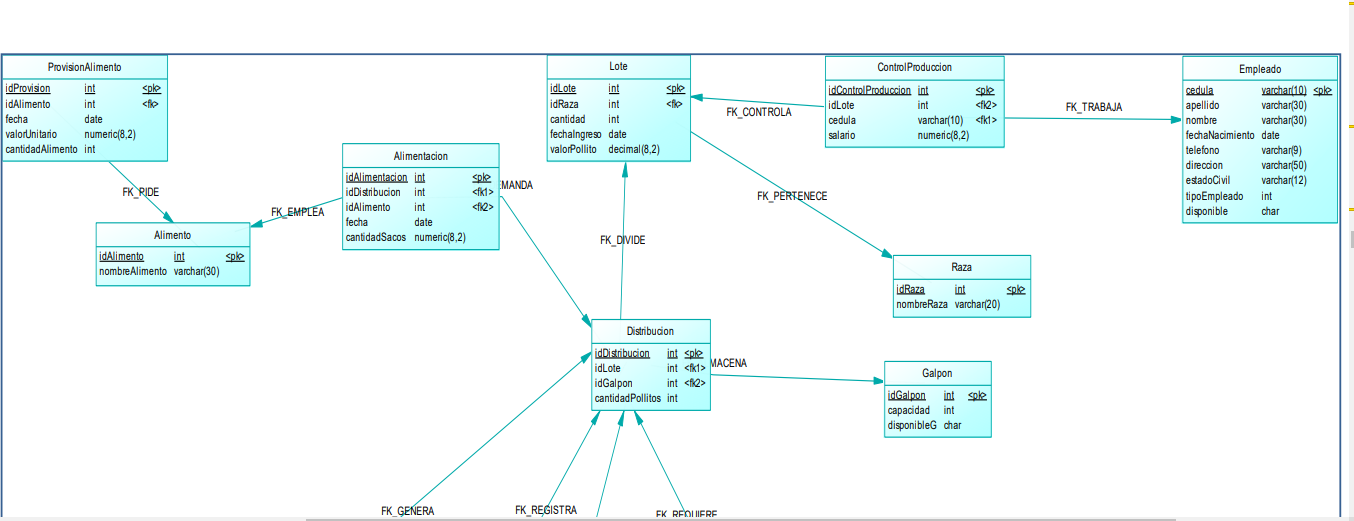 ProvisionAlimento
idProvision int <pk>
idAlimento int <fk>
fecha date
valorUnitario numeric(8,2)
cantidadAlimento int
Lote
idLote int <pk>
idRaza int <fk>
cantidad int
fechaIngreso date
valorPollito decimal(8,2)
ControlProduccion
idControlProduccion int <pk>
idLote int <fk2>
cedula varchar(10) <fk1>
salario numeric(8,2)
Empleado
cedula varchar(10) <pk>
apellido varchar(30)
nombre varchar(30)
fechaNacimiento date
telefono varchar(9)
direccion varchar(50)
estadoCivil varchar(12)
tipoEmpleado int
disponible char
FK_CONTROLA
FK_TRABAJA
Alimentacion
idAlimentacion int <pk>
idDistribucion int <fk1>
idAlimento int <fk2>
fecha date
cantidadSacos numeric(8,2)
MANDA
FK_PIDE
FK_EMPLEA
FK_PERTENECE
FK_DIVIDE
Alimento
idAlimento int <pk>
nombreAlimento varchar(30)
Raza
idRaza int <pk>
nombreRaza varchar(20)
Distribucion
idDistribucion int <pk>
idLote int <fk1>
idGalpon int <fk2>
cantidadPollitos int
MACENA
Galpon
idGalpon int <pk>
capacidad int
disponibleG char
FK_GENERA
FK_REGISTRA
FK_REQUIERE